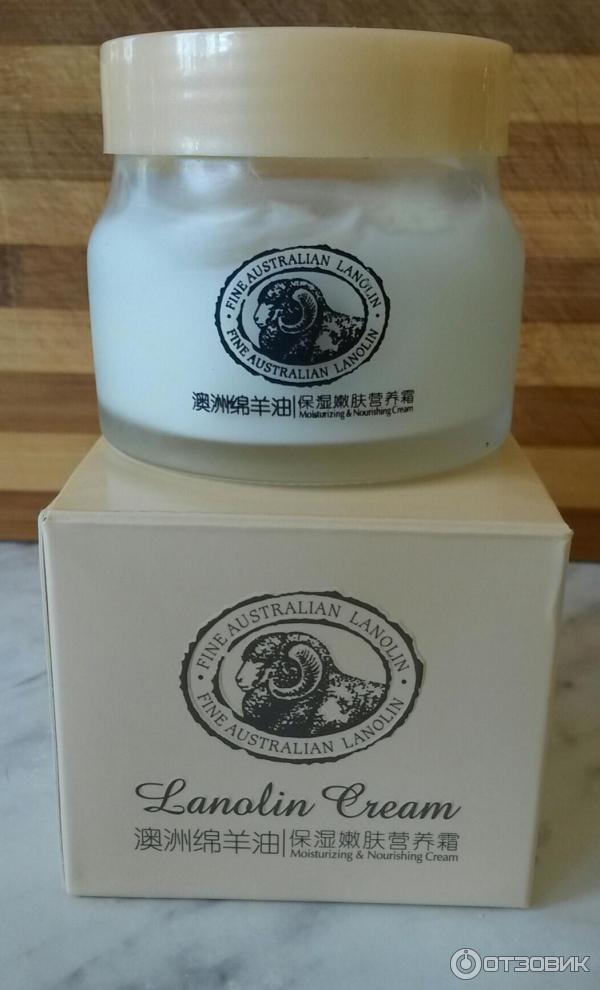 · FINE AUSTRALIAN LANOLIN ·
FINE AUSTRALIAN LANOLIN
澳洲绵羊油|保湿嫩肤营养霜
Moisturizing & Nourishing Cream
· FINE AUSTRALIAN LANOLIN ·
FINE AUSTRALIAN LANOLIN
Lanolin Cream
澳洲绵羊油|保湿嫩肤营养霜
Moisturizing & Nourishing Cream
ОТЗОВИК